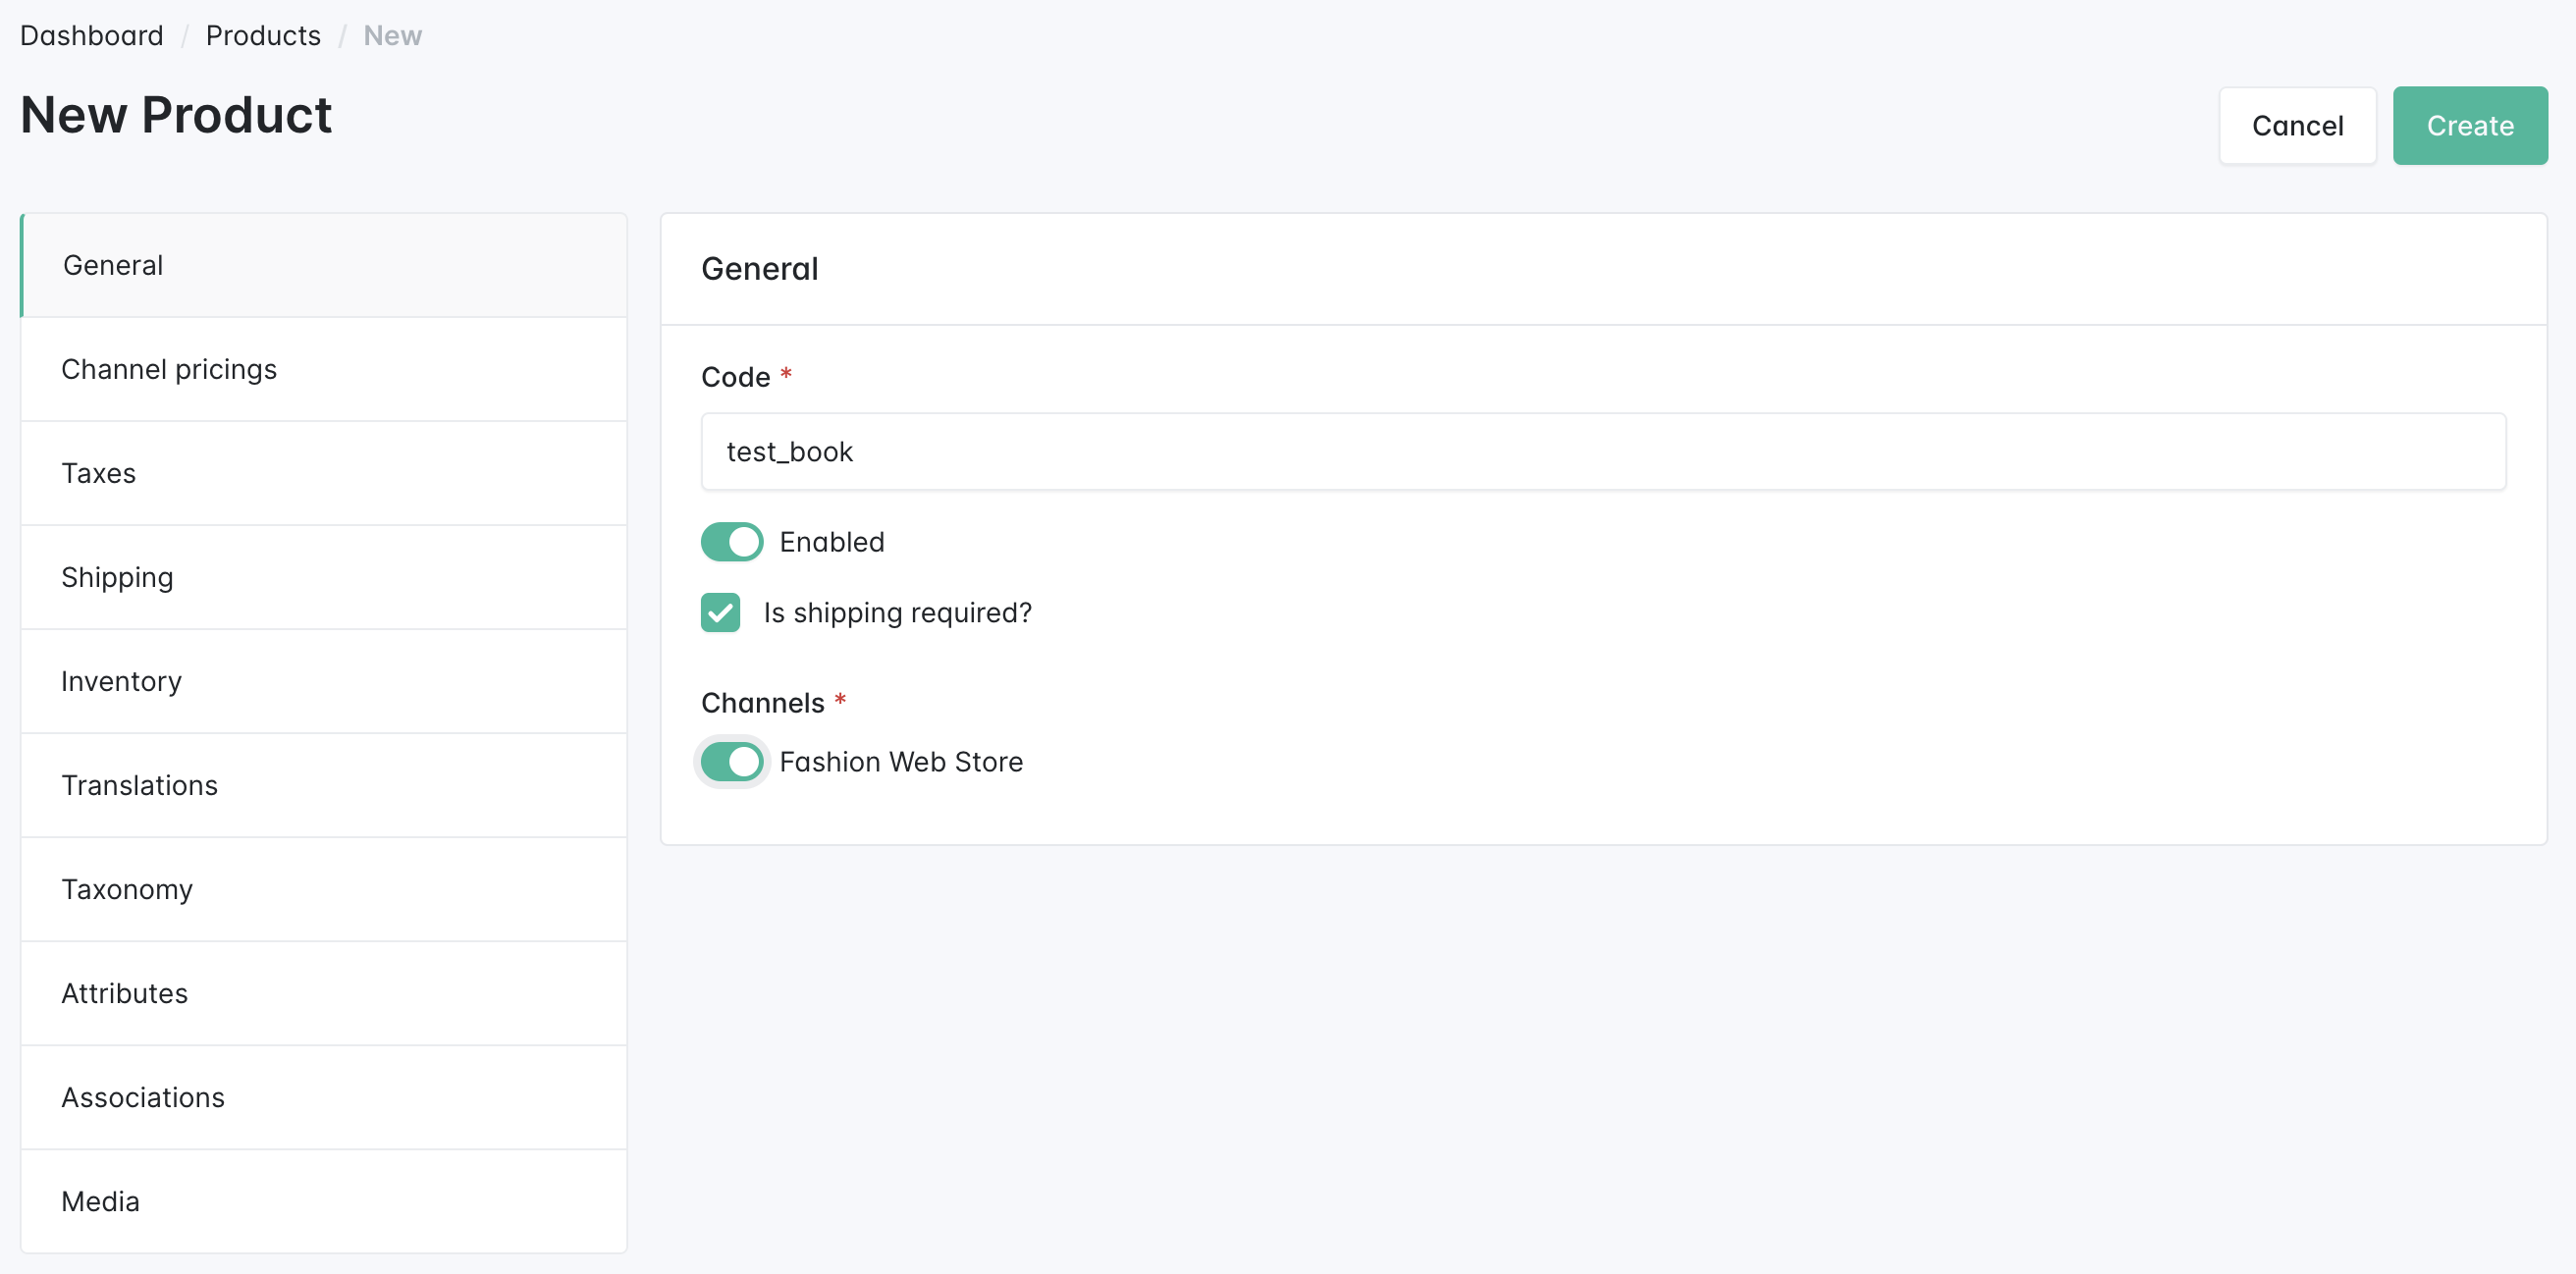 Dashboard / Products / New
New Product
Cancel
Create
General
Channel pricings
Taxes
Shipping
Inventory
Translations
Taxonomy
Attributes
Associations
Media
General
Code *
test_book
Enabled
Is shipping required?
Channels *
Fashion Web Store